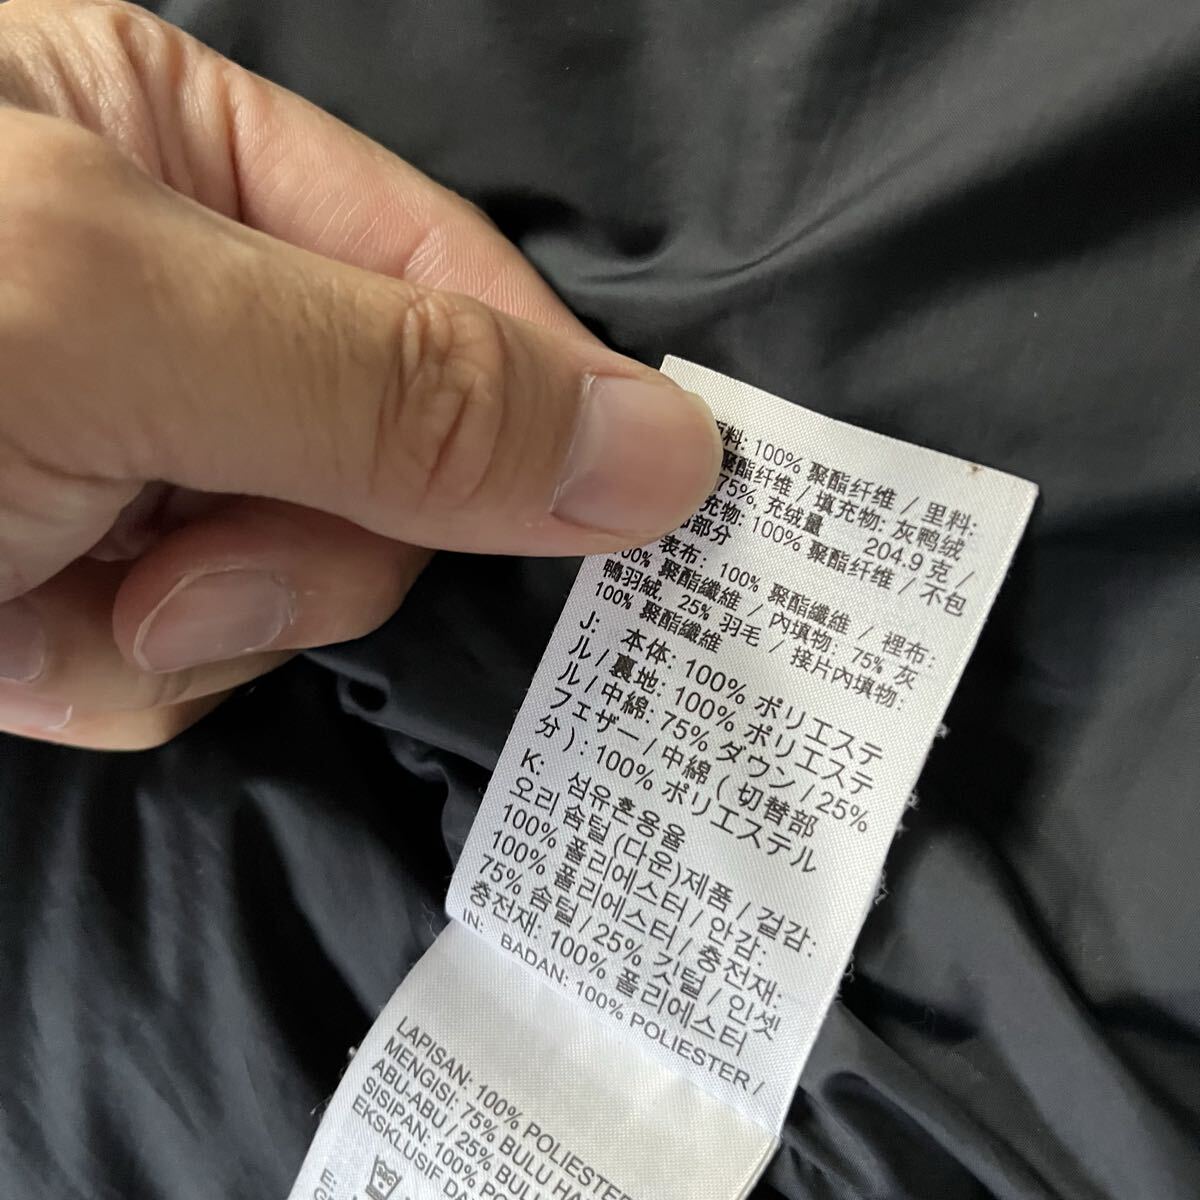 料: 100% 聚酯纤维 / 里料:
聚酯纤维 / 填充物: 灰鸭绒
75%, 充绒量 204.9 克 /
充物: 100% 聚酯纤维 / 不包
部分
表布: 100% 聚酯纖維 / 裡布:
100% 聚酯纖維 / 內填物: 75% 灰
鴨羽絨, 25% 羽毛 / 接片內填物:
100% 聚酯纖維
J: 本体: 100% ポリエステ
ル / 裏地: 100% ポリエステ
ル / 中綿: 75% ダウン / 25%
フェザー / 中綿 ( 切替部
分 ) : 100% ポリエステル
K: 섬유혼용율
오리 솜털(다운)제품 / 겉감:
100% 폴리에스터 / 안감:
100% 폴리에스터 / 충전재:
75% 솜털 / 25% 깃털 / 인셋
충전재: 100% 폴리에스터
IN: BADAN: 100% POLIESTER /
LAPISAN: 100% POLIESTER
MENGISI: 75% BULU HA
ABU-ABU / 25% BULU
SISIPAN: 100% PO
EKSKLUSIF DA
E: